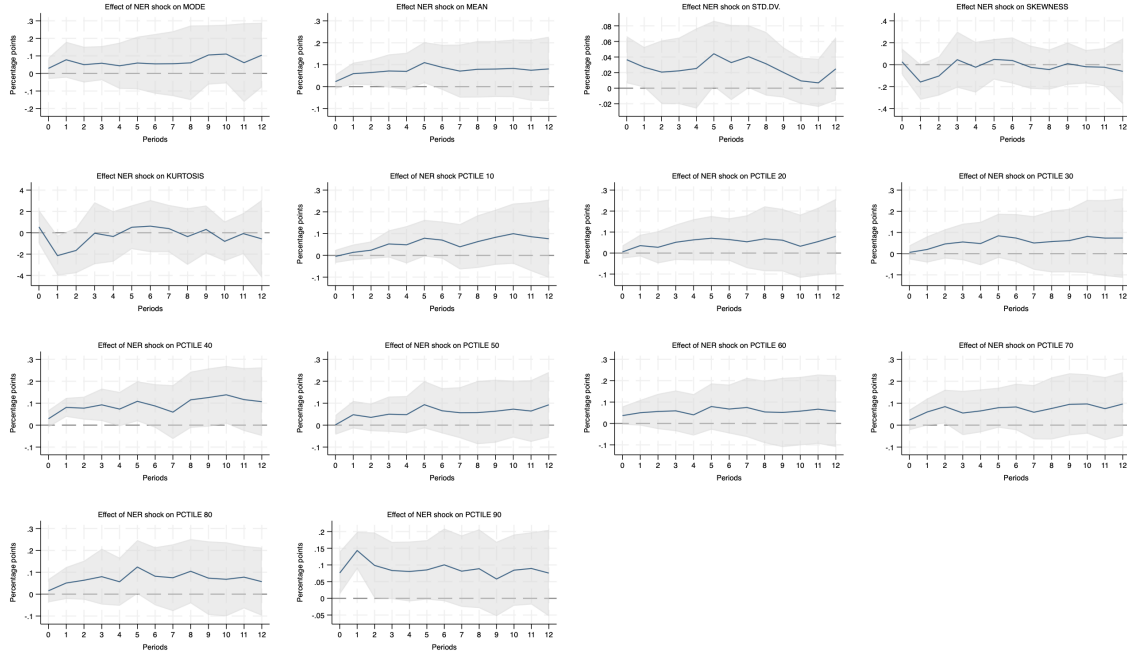 Effect of NER shock on MODE
Percentage points
.3
.2
.1
0
-.1
-.2
0 1 2 3 4 5 6 7 8 9 10 11 12
Periods
Effect of NER shock on MEAN
Percentage points
.3
.2
.1
0
-.1
0 1 2 3 4 5 6 7 8 9 10 11 12
Periods
Effect NER shock on STD.DV.
Percentage points
.08
.06
.04
.02
0
-.02
0 1 2 3 4 5 6 7 8 9 10 11 12
Periods
Effect of NER shock on SKEWNESS
Percentage points
.4
.2
0
-.2
-.4
0 1 2 3 4 5 6 7 8 9 10 11 12
Periods
Effect NER shock on KURTOSIS
Percentage points
4
2
0
-2
-4
0 1 2 3 4 5 6 7 8 9 10 11 12
Periods
Effect of NER shock PCTILE 10
Percentage points
.3
.2
.1
0
-.1
0 1 2 3 4 5 6 7 8 9 10 11 12
Periods
Effect of NER shock on PCTILE 20
Percentage points
.3
.2
.1
0
-.1
0 1 2 3 4 5 6 7 8 9 10 11 12
Periods
Effect of NER shock on PCTILE 30
Percentage points
.3
.2
.1
0
-.1
0 1 2 3 4 5 6 7 8 9 10 11 12
Periods
Effect of NER shock on PCTILE 40
Percentage points
.3
.2
.1
0
-.1
0 1 2 3 4 5 6 7 8 9 10 11 12
Periods
Effect of NER shock on PCTILE 50
Percentage points
.3
.2
.1
0
-.1
0 1 2 3 4 5 6 7 8 9 10 11 12
Periods
Effect of NER shock on PCTILE 60
Percentage points
.3
.2
.1
0
-.1
0 1 2 3 4 5 6 7 8 9 10 11 12
Periods
Effect of NER shock on PCTILE 70
Percentage points
.3
.2
.1
0
-.1
0 1 2 3 4 5 6 7 8 9 10 11 12
Periods
Effect of NER shock on PCTILE 80
Percentage points
.3
.2
.1
0
-.1
0 1 2 3 4 5 6 7 8 9 10 11 12
Periods
Effect of NER shock on PCTILE 90
Percentage points
.2
.15
.1
.05
0
-.05
0 1 2 3 4 5 6 7 8 9 10 11 12
Periods